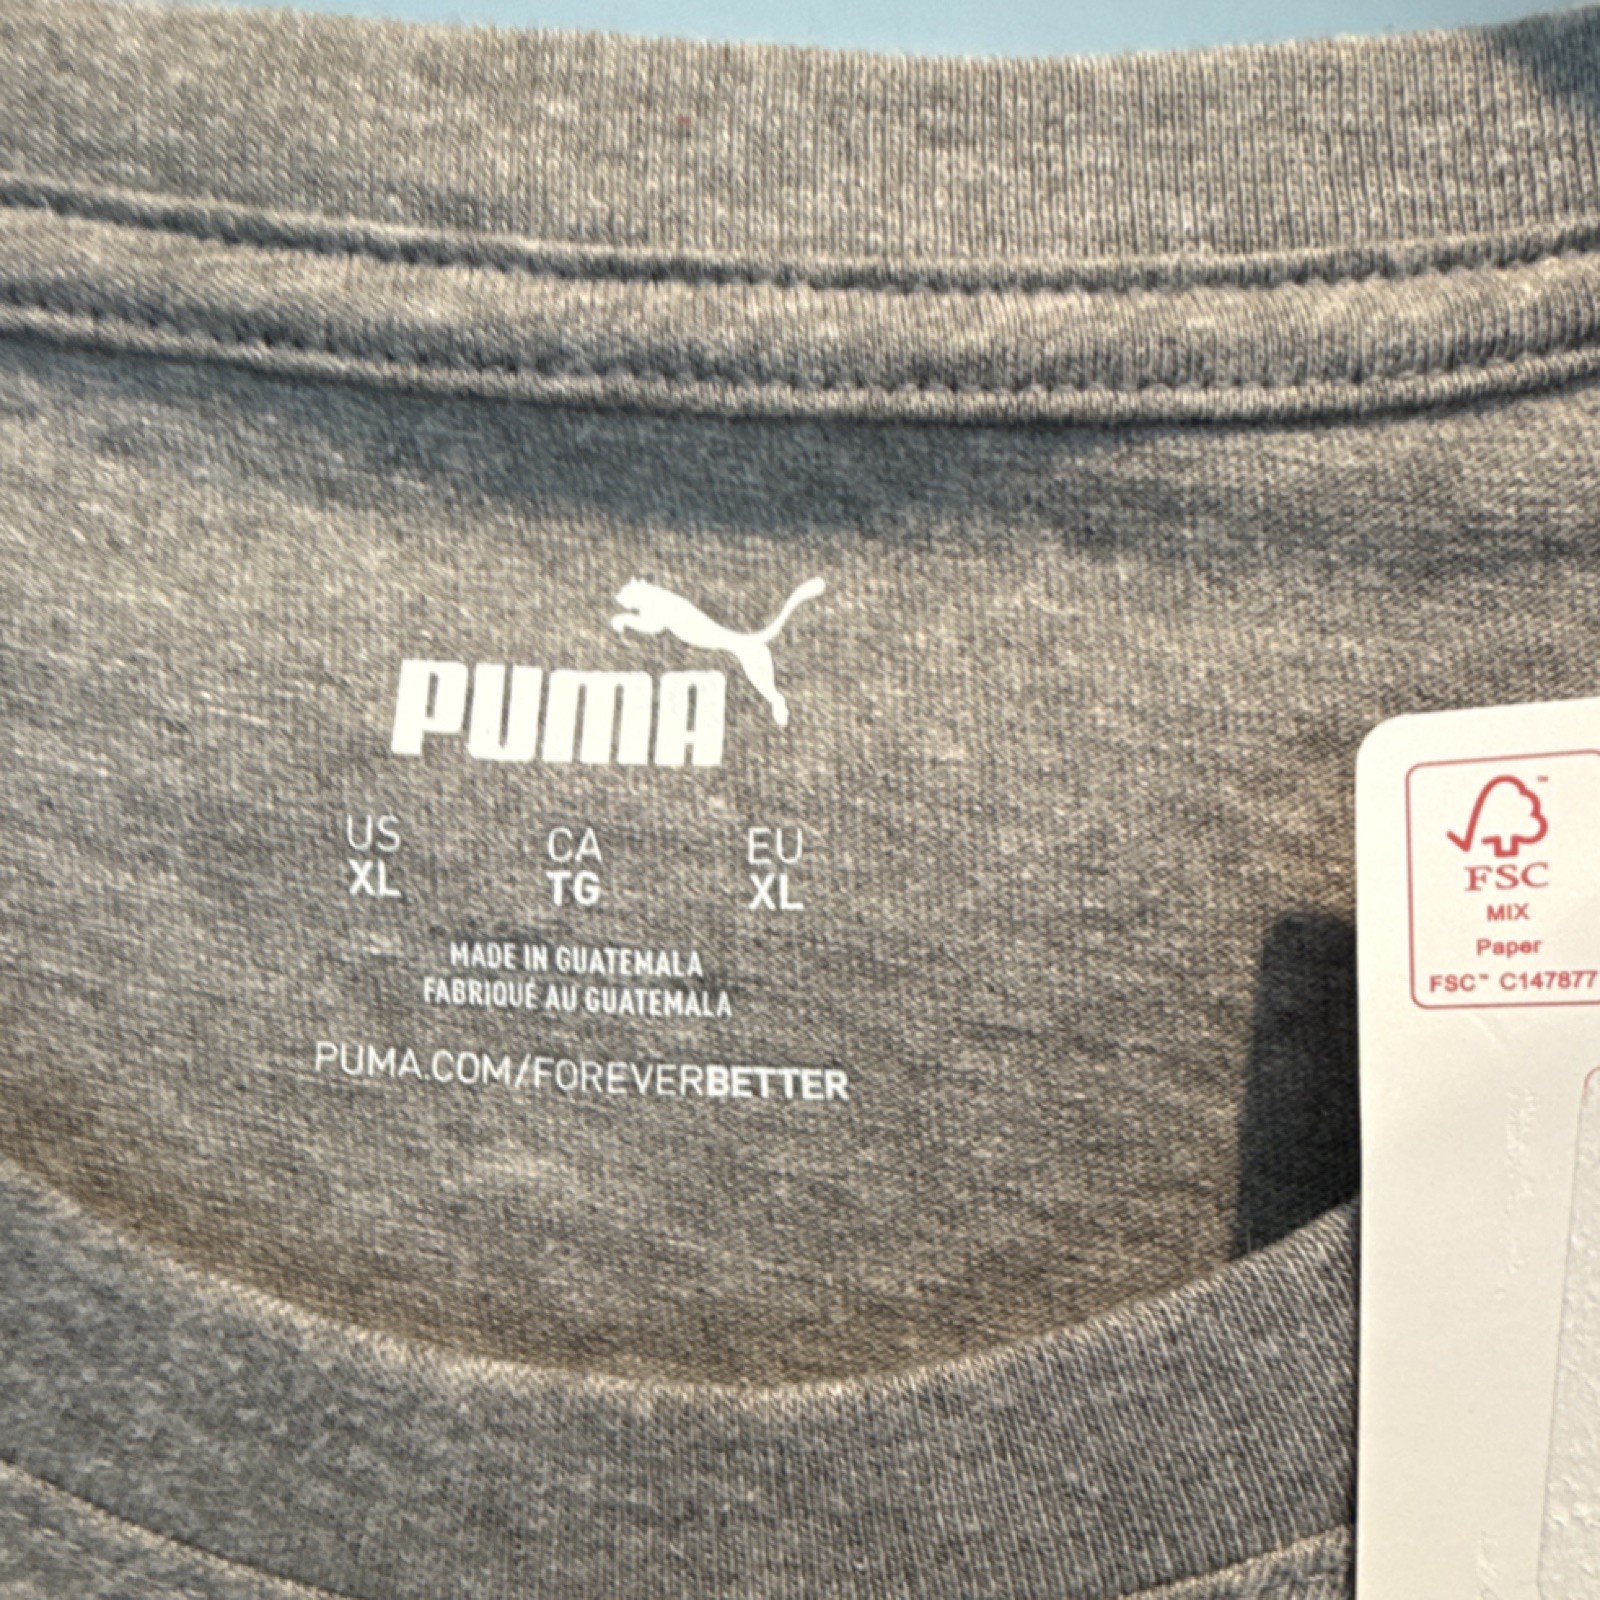 PUMA
US CA EU
XL TG XL
MADE IN GUATEMALA
FABRIQUÉ AU GUATEMALA
PUMA.COM/FOREVERBETTER
™
FSC
MIX
Paper
FSC™ C147877